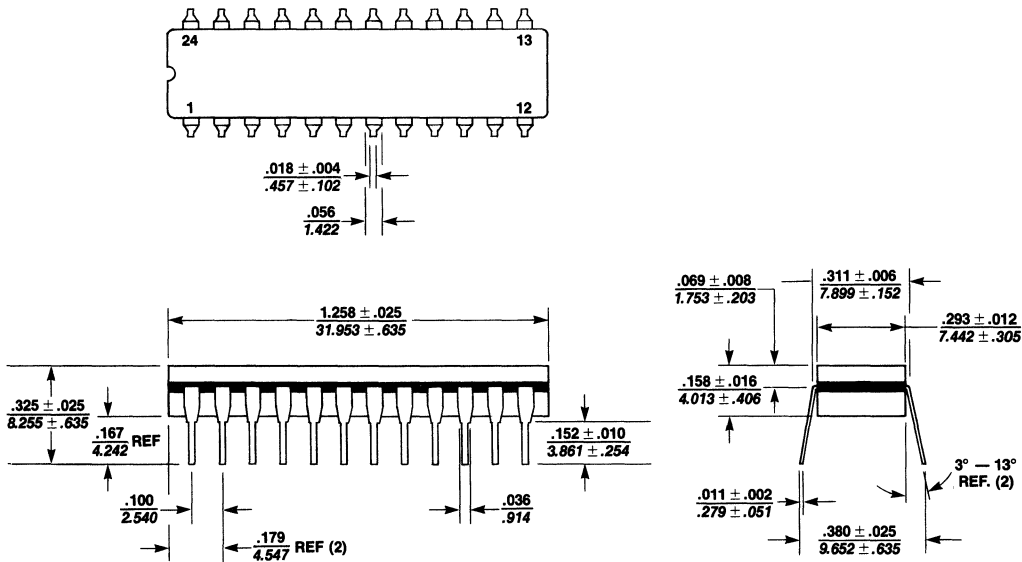 24
13
1
12
.018 ± .004
.457 ± .102
.056
1.422
1.258 ± .025
31.953 ± .635
.325 ± .025
8.255 ± .635
.167
4.242 REF
.152 ± .010
3.861 ± .254
.100
2.540
.036
.914
.179
4.547 REF (2)
.069 ± .008
1.753 ± .203
.311 ± .006
7.899 ± .152
.293 ± .012
7.442 ± .305
.158 ± .016
4.013 ± .406
3° — 13°
REF. (2)
.011 ± .002
.279 ± .051
.380 ± .025
9.652 ± .635